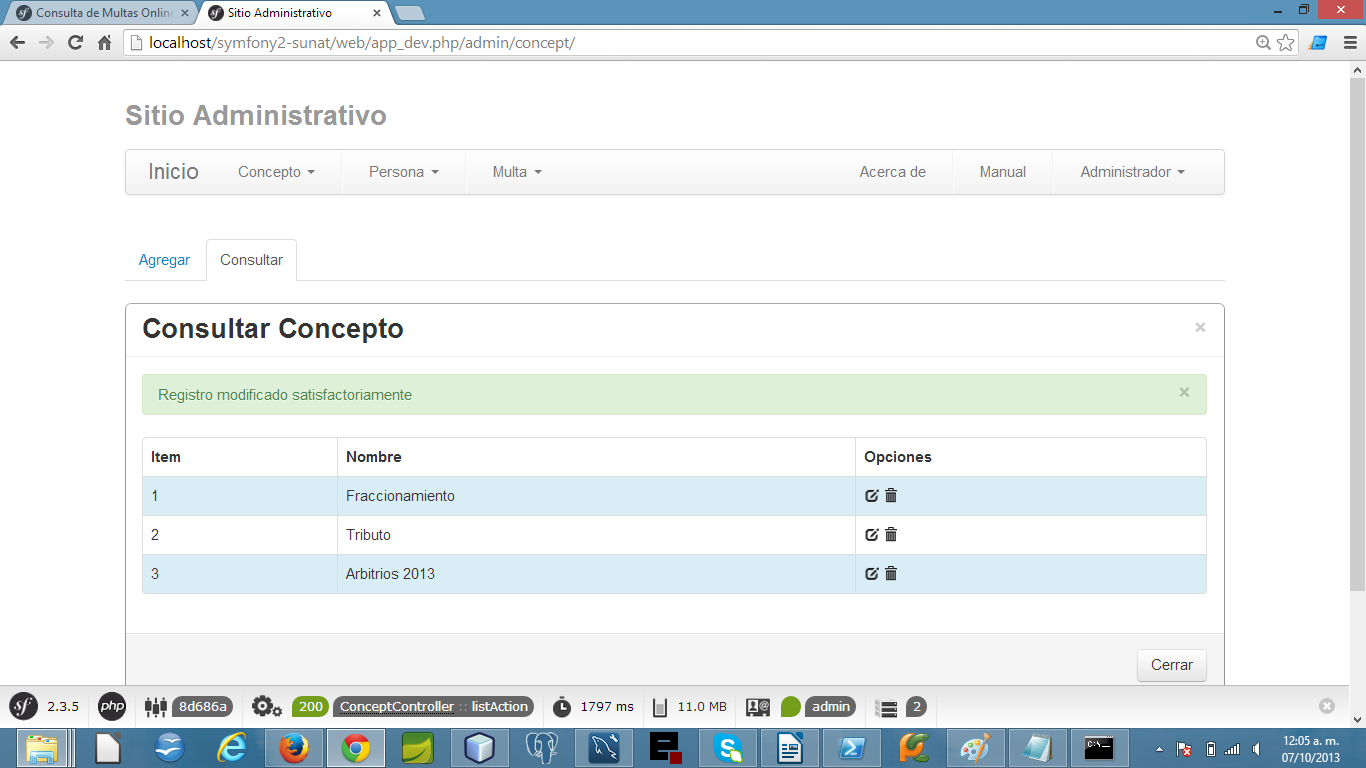 Consulta de Multas Online
Sitio Administrativo
localhost/symfony2-sunat/web/app_dev.php/admin/concept/
Sitio Administrativo
Inicio Concepto Persona Multa Acerca de Manual Administrador
Agregar Consultar
Consultar Concepto ×
Registro modificado satisfactoriamente ×
Item Nombre Opciones
1 Fraccionamiento
2 Tributo
3 Arbitrios 2013
Cerrar
sf 2.3.5 php 8d686a 200 ConceptController :: listAction 1797 ms 11.0 MB admin 2
C:\_
12:05 a. m.
07/10/2013